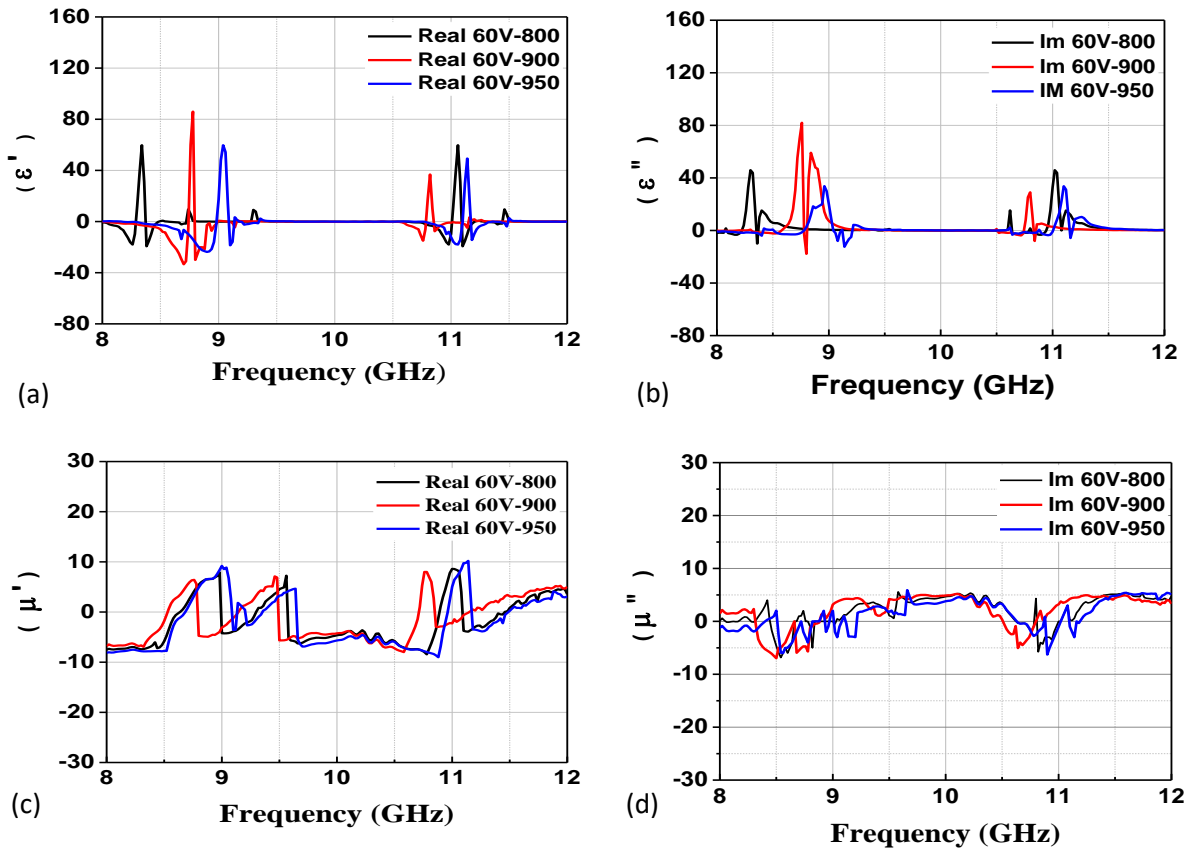 160
120
80
40
0
-40
-80
( ε ' )
Real 60V-800
Real 60V-900
Real 60V-950
8 9 10 11 12
Frequency (GHz)
(a)
160
120
80
40
0
-40
-80
( ε " )
Im 60V-800
Im 60V-900
IM 60V-950
8 9 10 11 12
Frequency (GHz)
(b)
30
20
10
0
-10
-20
-30
( μ' )
Real 60V-800
Real 60V-900
Real 60V-950
8 9 10 11 12
Frequency (GHz)
(c)
30
20
10
0
-10
-20
-30
( μ" )
Im 60V-800
Im 60V-900
Im 60V-950
8 9 10 11 12
Frequency (GHz)
(d)